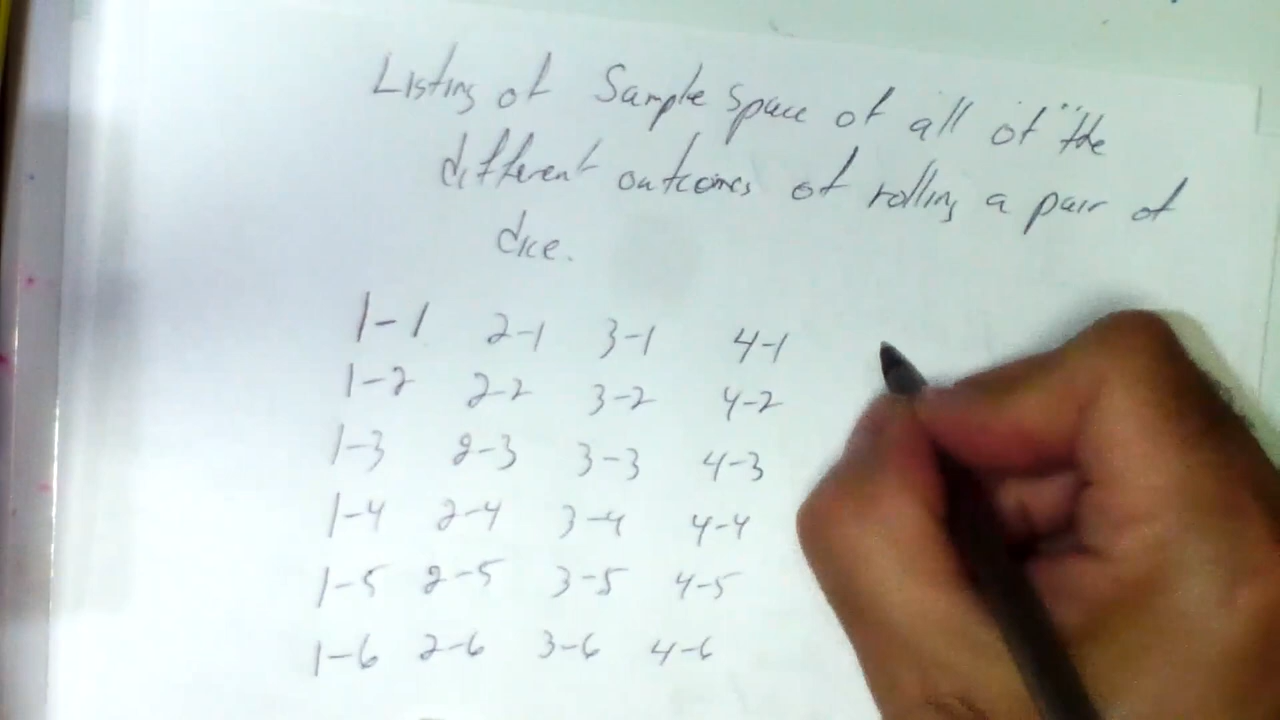 Listing of Sample Space of all of the
different outcomes of rolling a pair of
dice.
1-1 2-1 3-1 4-1
1-2 2-2 3-2 4-2
1-3 2-3 3-3 4-3
1-4 2-4 3-4 4-4
1-5 2-5 3-5 4-5
1-6 2-6 3-6 4-6